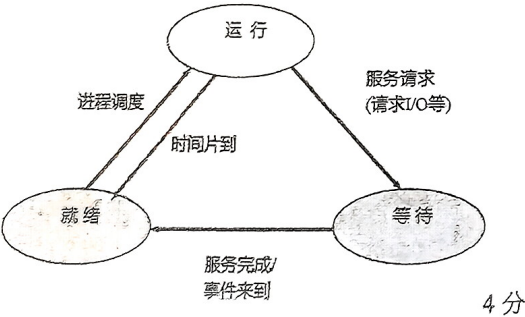 运行
进程调度
时间片到
服务请求
(请求I/O等)
就绪
等待
服务完成/
事件来到
4分